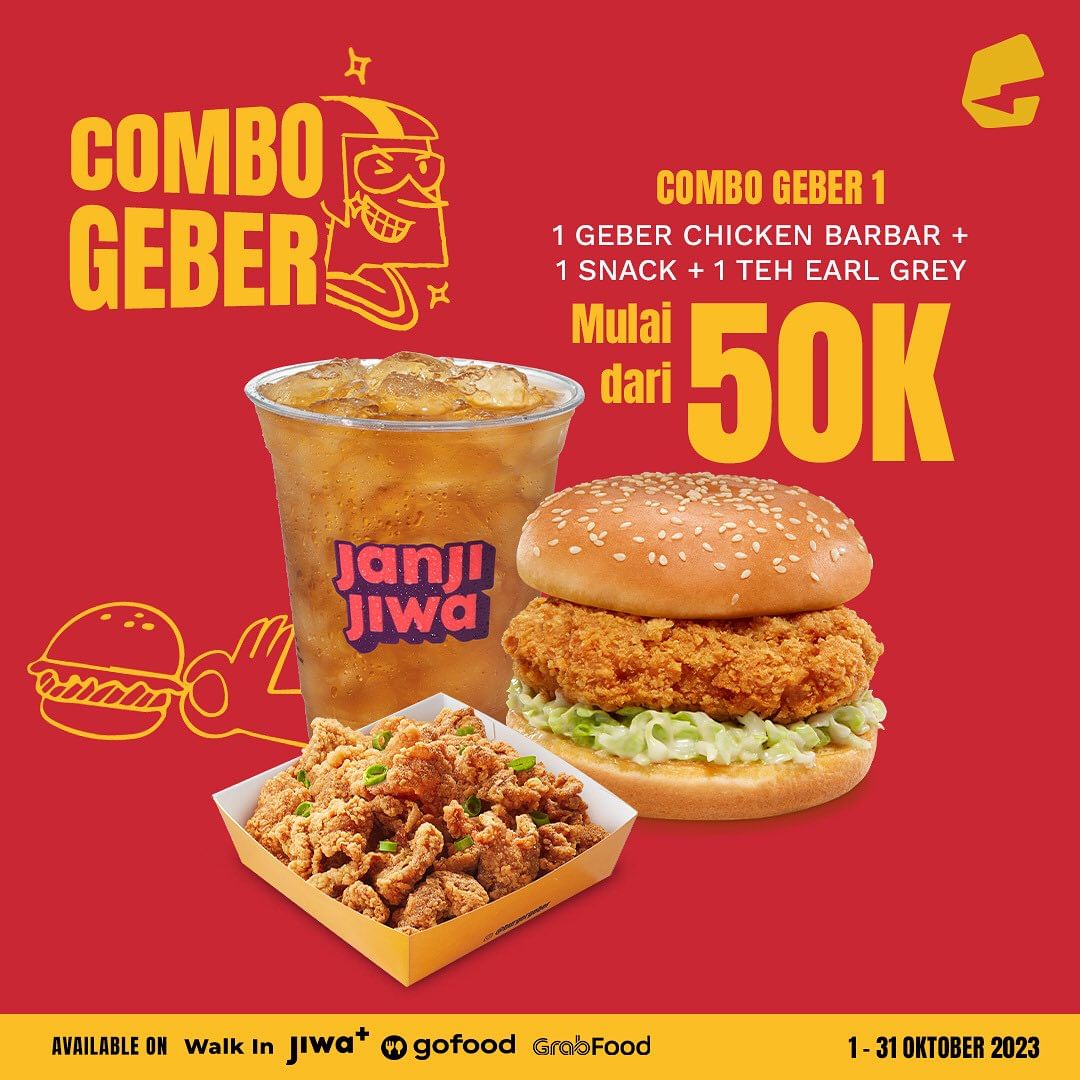 COMBO
GEBER
COMBO GEBER 1
1 GEBER CHICKEN BARBAR +
1 SNACK + 1 TEH EARL GREY
Mulai
dari
50K
Janji
Jiwa
@burgergeber
AVAILABLE ON Walk In JIWa+ gofood GrabFood
1 - 31 OKTOBER 2023